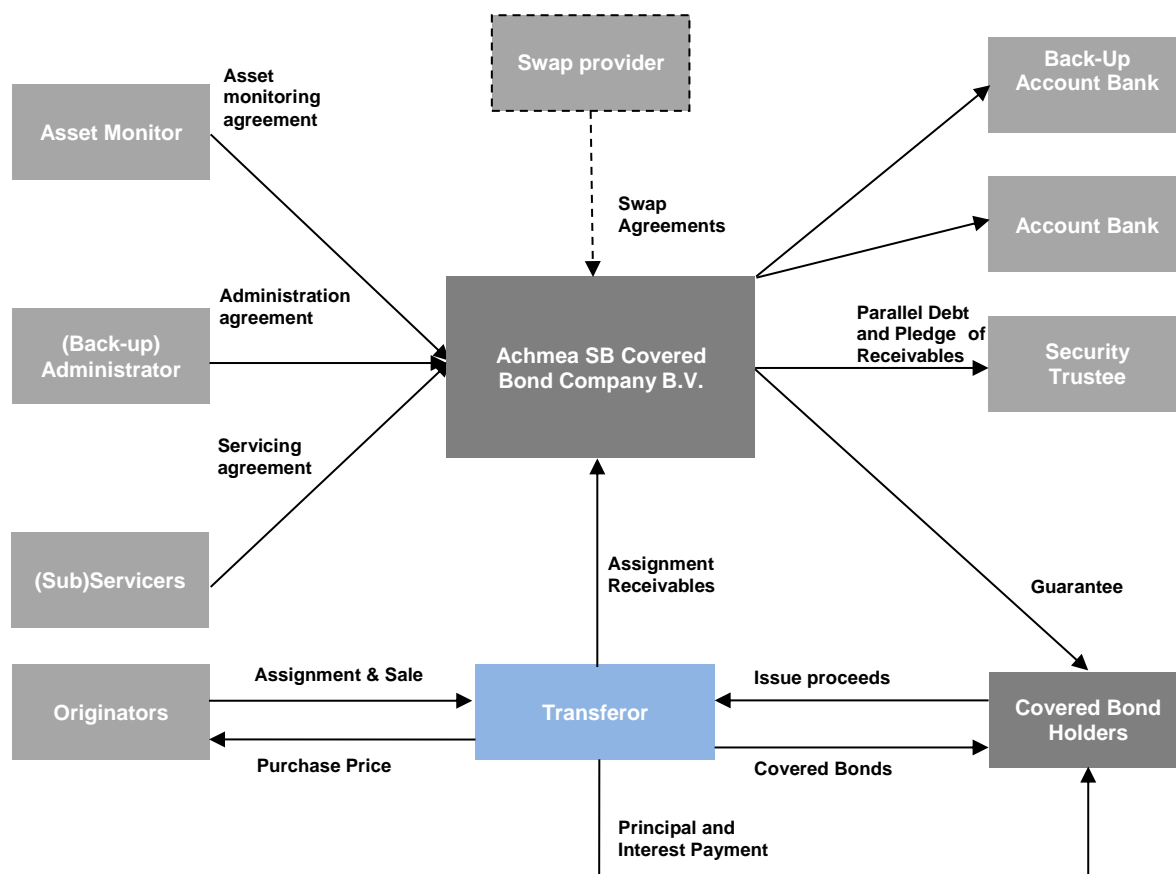 Swap provider
Back-Up
Account Bank
Asset
monitoring
agreement
Asset Monitor
Swap
Agreements
Account Bank
Administration
agreement
(Back-up)
Administrator
Achmea SB Covered
Bond Company B.V.
Parallel Debt
and Pledge of
Receivables
Security
Trustee
Servicing
agreement
(Sub)Servicers
Assignment
Receivables
Guarantee
Originators
Assignment & Sale
Purchase Price
Transferor
Issue proceeds
Covered Bonds
Covered Bond
Holders
Principal and
Interest Payment